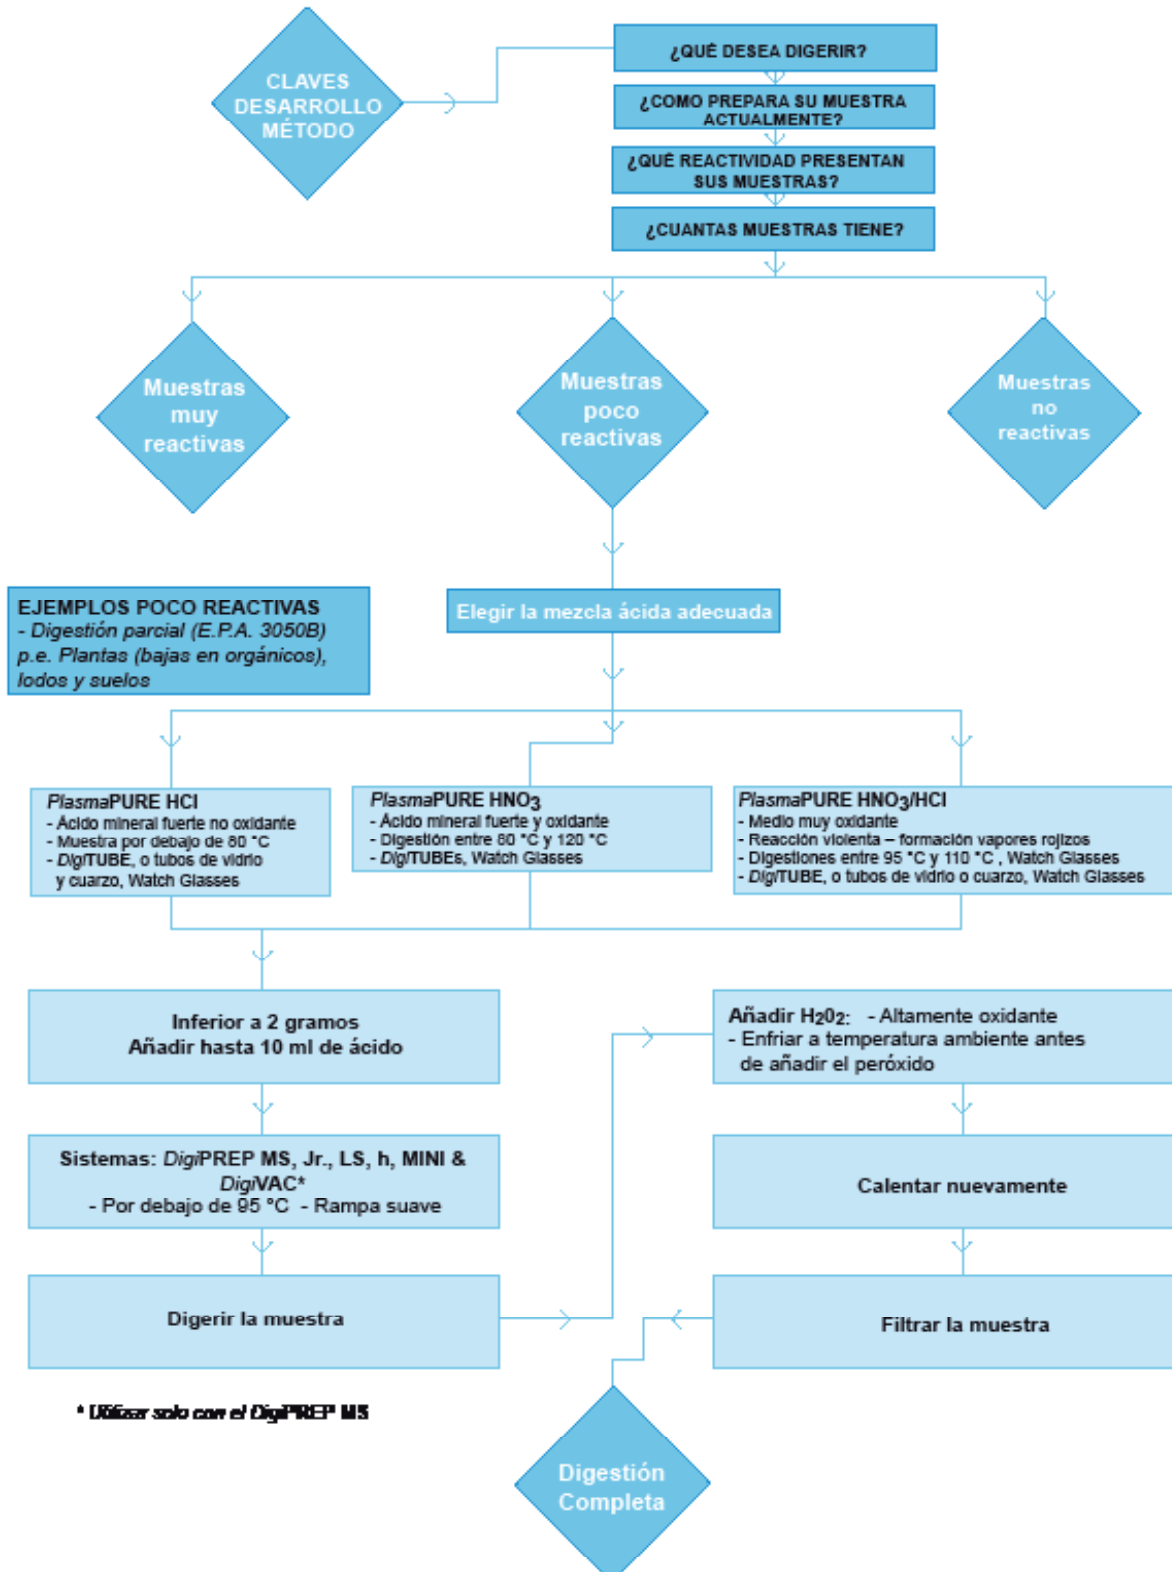 CLAVES
DESARROLLO
MÉTODO
¿QUÉ DESEA DIGERIR?
¿COMO PREPARA SU MUESTRA
ACTUALMENTE?
¿QUÉ REACTIVIDAD PRESENTAN
SUS MUESTRAS?
¿CUANTAS MUESTRAS TIENE?
Muestras
muy
reactivas
Muestras
poco
reactivas
Muestras
no
reactivas
EJEMPLOS POCO REACTIVAS
- Digestión parcial (E.P.A. 3050B)
p.e. Plantas (bajas en orgánicos),
lodos y suelos
Elegir la mezcla ácida adecuada
PlasmaPURE HCl
- Ácido mineral fuerte no oxidante
- Muestra por debajo de 80 °C
- DigiTUBE, o tubos de vidrio
y cuarzo, Watch Glasses
PlasmaPURE HNO3
- Ácido mineral fuerte y oxidante
- Digestión entre 80 °C y 120 °C
- DigiTUBEs, Watch Glasses
PlasmaPURE HNO3/HCl
- Medio muy oxidante
- Reacción violenta – formación vapores rojizos
- Digestiones entre 95 °C y 110 °C , Watch Glasses
- DigiTUBE, o tubos de vidrio o cuarzo, Watch Glasses
Inferior a 2 gramos
Añadir hasta 10 ml de ácido
Sistemas: DigiPREP MS, Jr., LS, h, MINI &
DigiVAC*
- Por debajo de 95 °C - Rampa suave
Digerir la muestra
Añadir H2O2: - Altamente oxidante
- Enfriar a temperatura ambiente antes
de añadir el peróxido
Calentar nuevamente
Filtrar la muestra
* Utilizar solo con el DigiPREP MS
Digestión
Completa